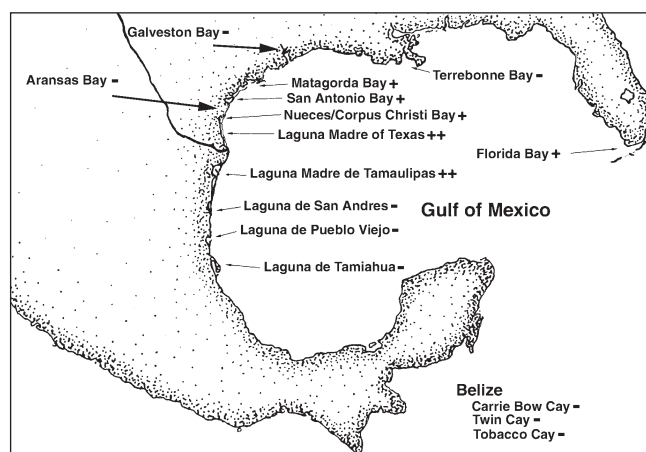 Galveston Bay -
Aransas Bay -
Terrebonne Bay -
Matagorda Bay +
San Antonio Bay +
Nueces/Corpus Christi Bay +
Laguna Madre of Texas ++
Florida Bay +
Laguna Madre de Tamaulipas ++
Laguna de San Andres -
Gulf of Mexico
Laguna de Pueblo Viejo -
Laguna de Tamiahua -
Belize
Carrie Bow Cay -
Twin Cay -
Tobacco Cay -